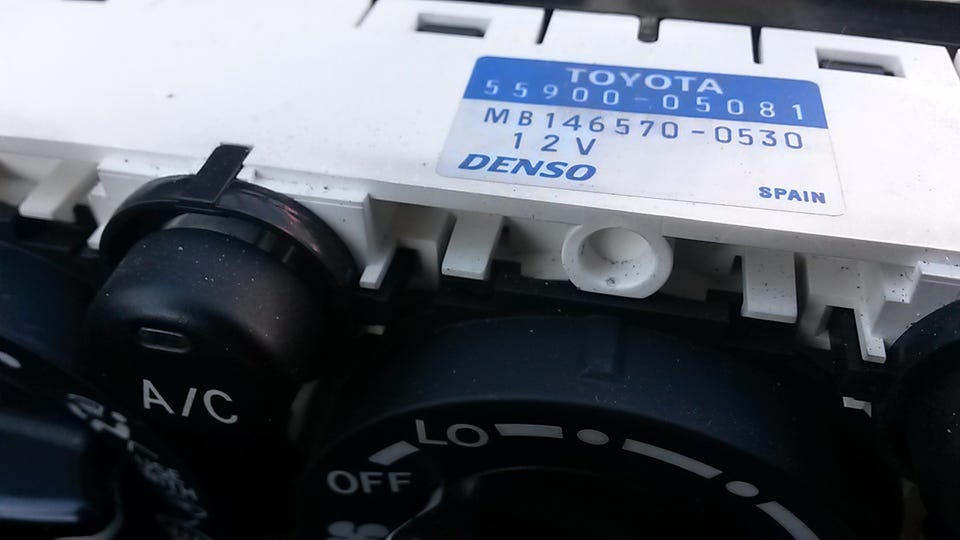 TOYOTA
55900-05081
MB146570-0530
12V
DENSO
SPAIN
A/C
LO
OFF